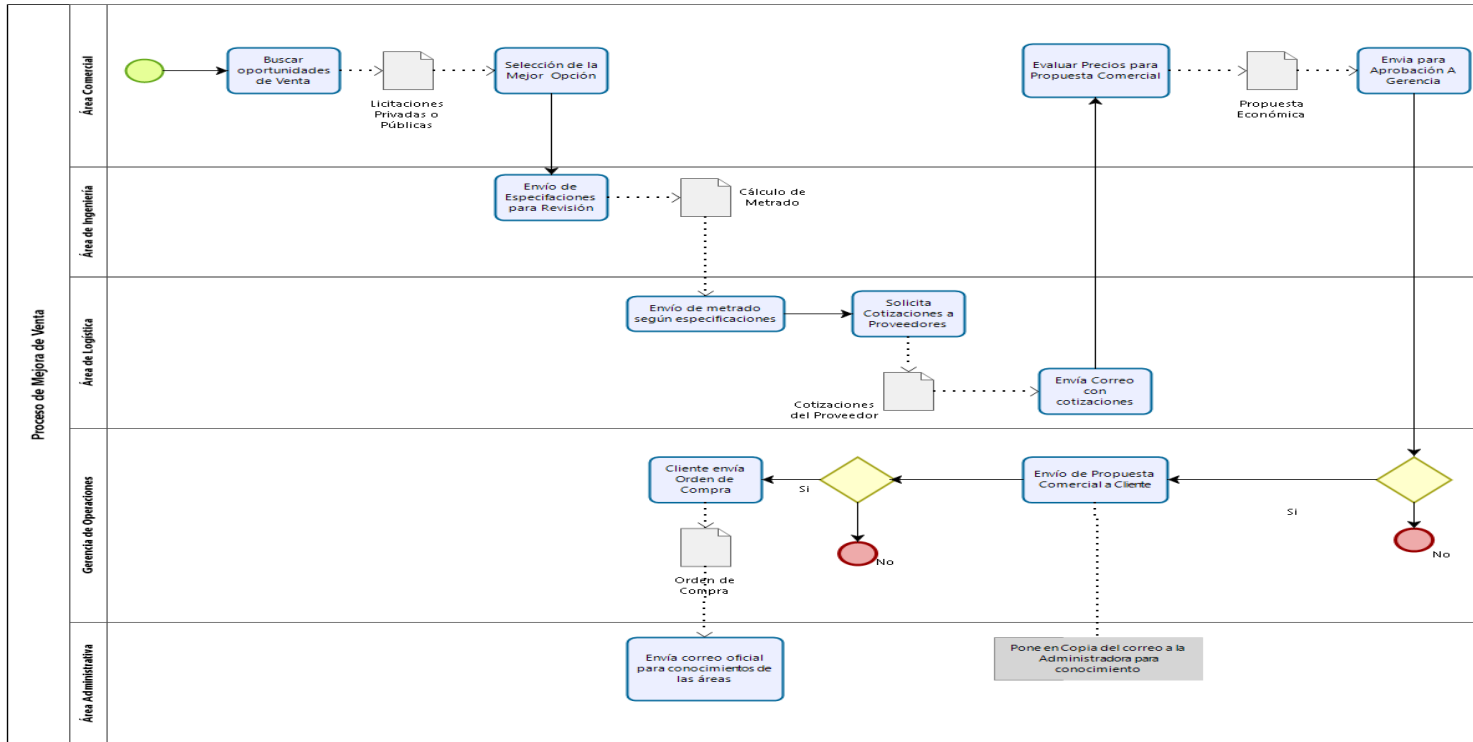 Proceso de Mejora de Venta
Área Comercial
Buscar
oportunidades
de Venta
Licitaciones
Privadas o
Públicas
Selección de la
Mejor Opción
Evaluar Precios para
Propuesta Comercial
Propuesta
Económica
Envia para
Aprobación A
Gerencia
Área de Ingeniería
Envío de
Especifaciones
para Revisión
Cálculo de
Metrado
Área de Logística
Envío de metrado
según especificaciones
Solicita
Cotizaciones a
Proveedores
Cotizaciones
del Proveedor
Envía Correo
con
cotizaciones
Gerencia de Operaciones
Cliente envía
Orden de
Compra
Si
No
Envío de Propuesta
Comercial a Cliente
Si
No
Orden de
Compra
Área Administrativa
Envía correo oficial
para conocimientos de
las áreas
Pone en Copia del correo a la
Administradora para
conocimiento